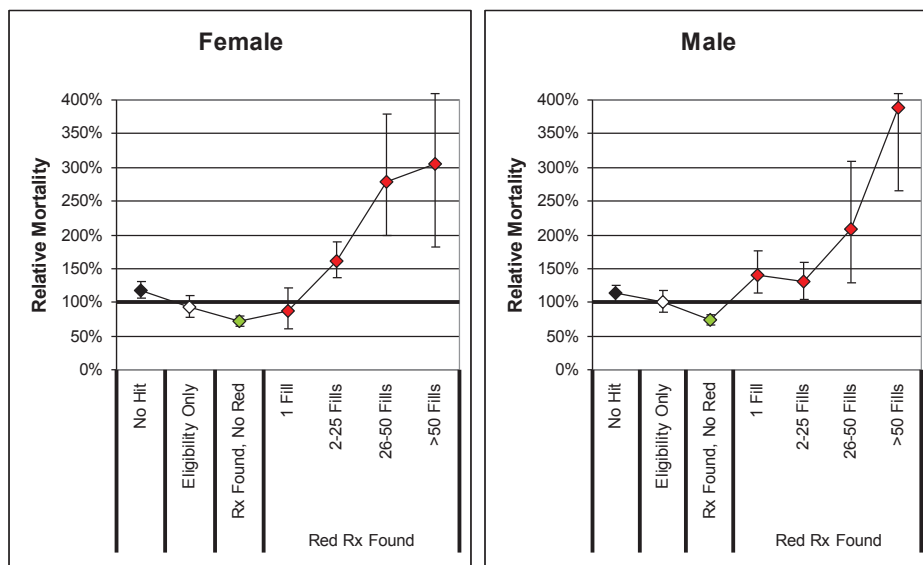 Female
Relative Mortality
400%
350%
300%
250%
200%
150%
100%
50%
0%
No Hit
Eligibility Only
Rx Found, No Red
1 Fill
2-25 Fills
26-50 Fills
>50 Fills
Red Rx Found
Male
Relative Mortality
400%
350%
300%
250%
200%
150%
100%
50%
0%
No Hit
Eligibility Only
Rx Found, No Red
1 Fill
2-25 Fills
26-50 Fills
>50 Fills
Red Rx Found